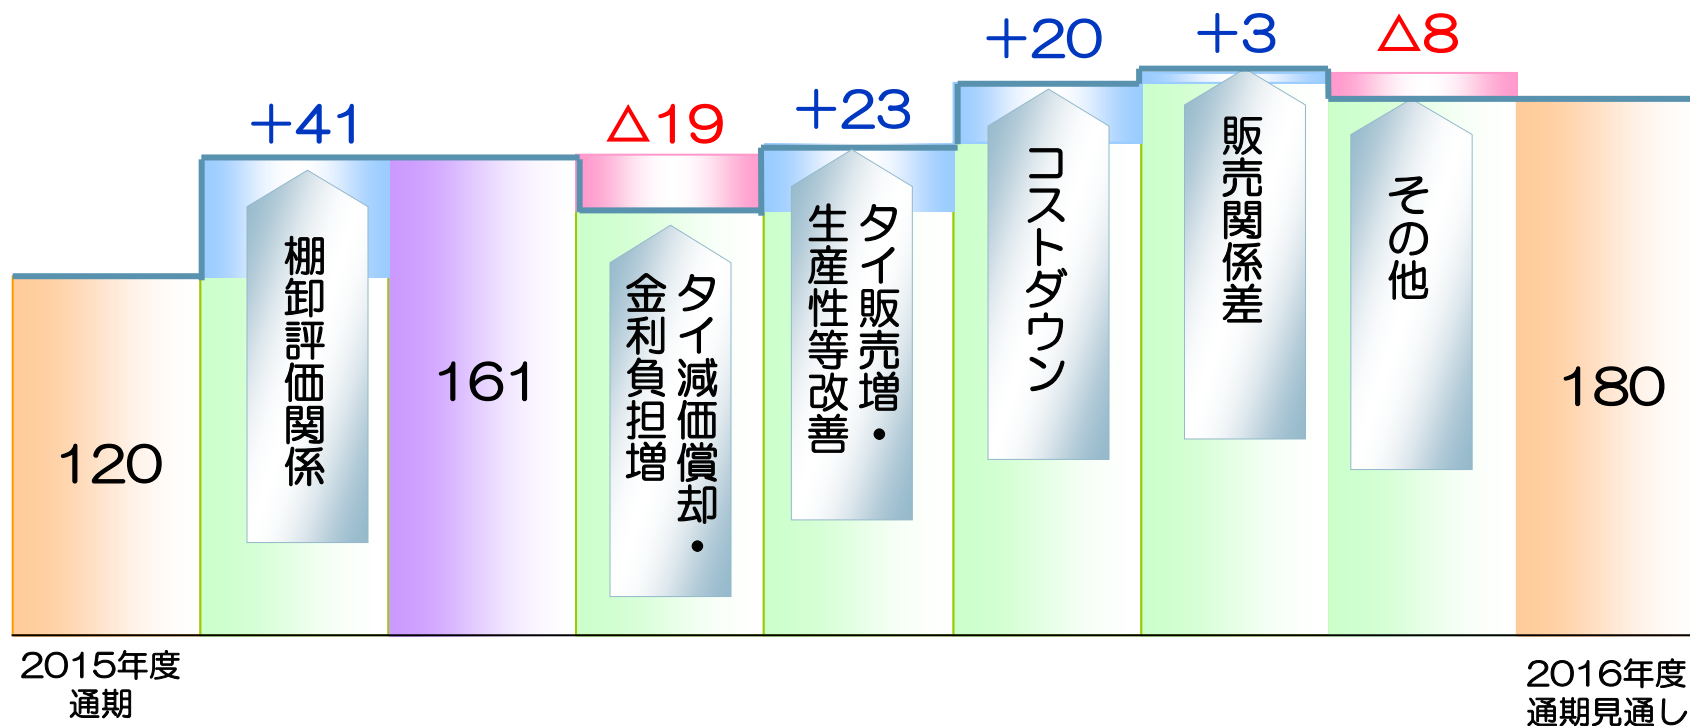 +41
△19
+23
+20
+3
△8
120
棚卸評価関係
161
タイ減価償却・
金利負担増
タイ販売増・
生産性等改善
コストダウン
販売関係差
その他
180
2015年度
通期
2016年度
通期見通し